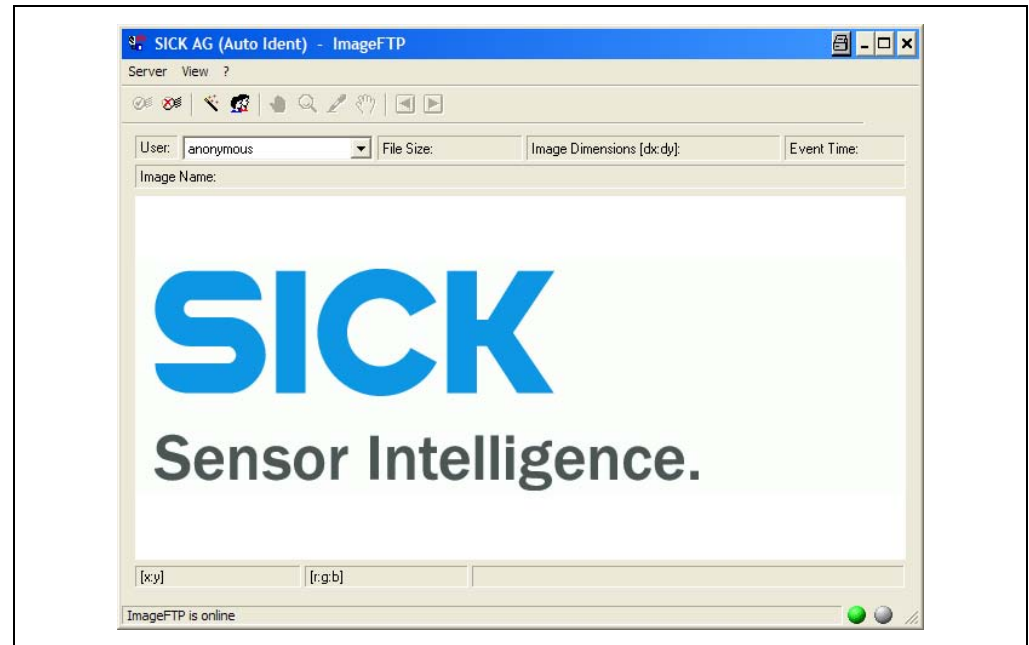 SICK AG (Auto Ident) - ImageFTP
Server View ?
User: anonymous File Size: Image Dimensions [dx:dy]: Event Time:
Image Name:
SICK
Sensor Intelligence.
[x:y] [r:g:b]
ImageFTP is online